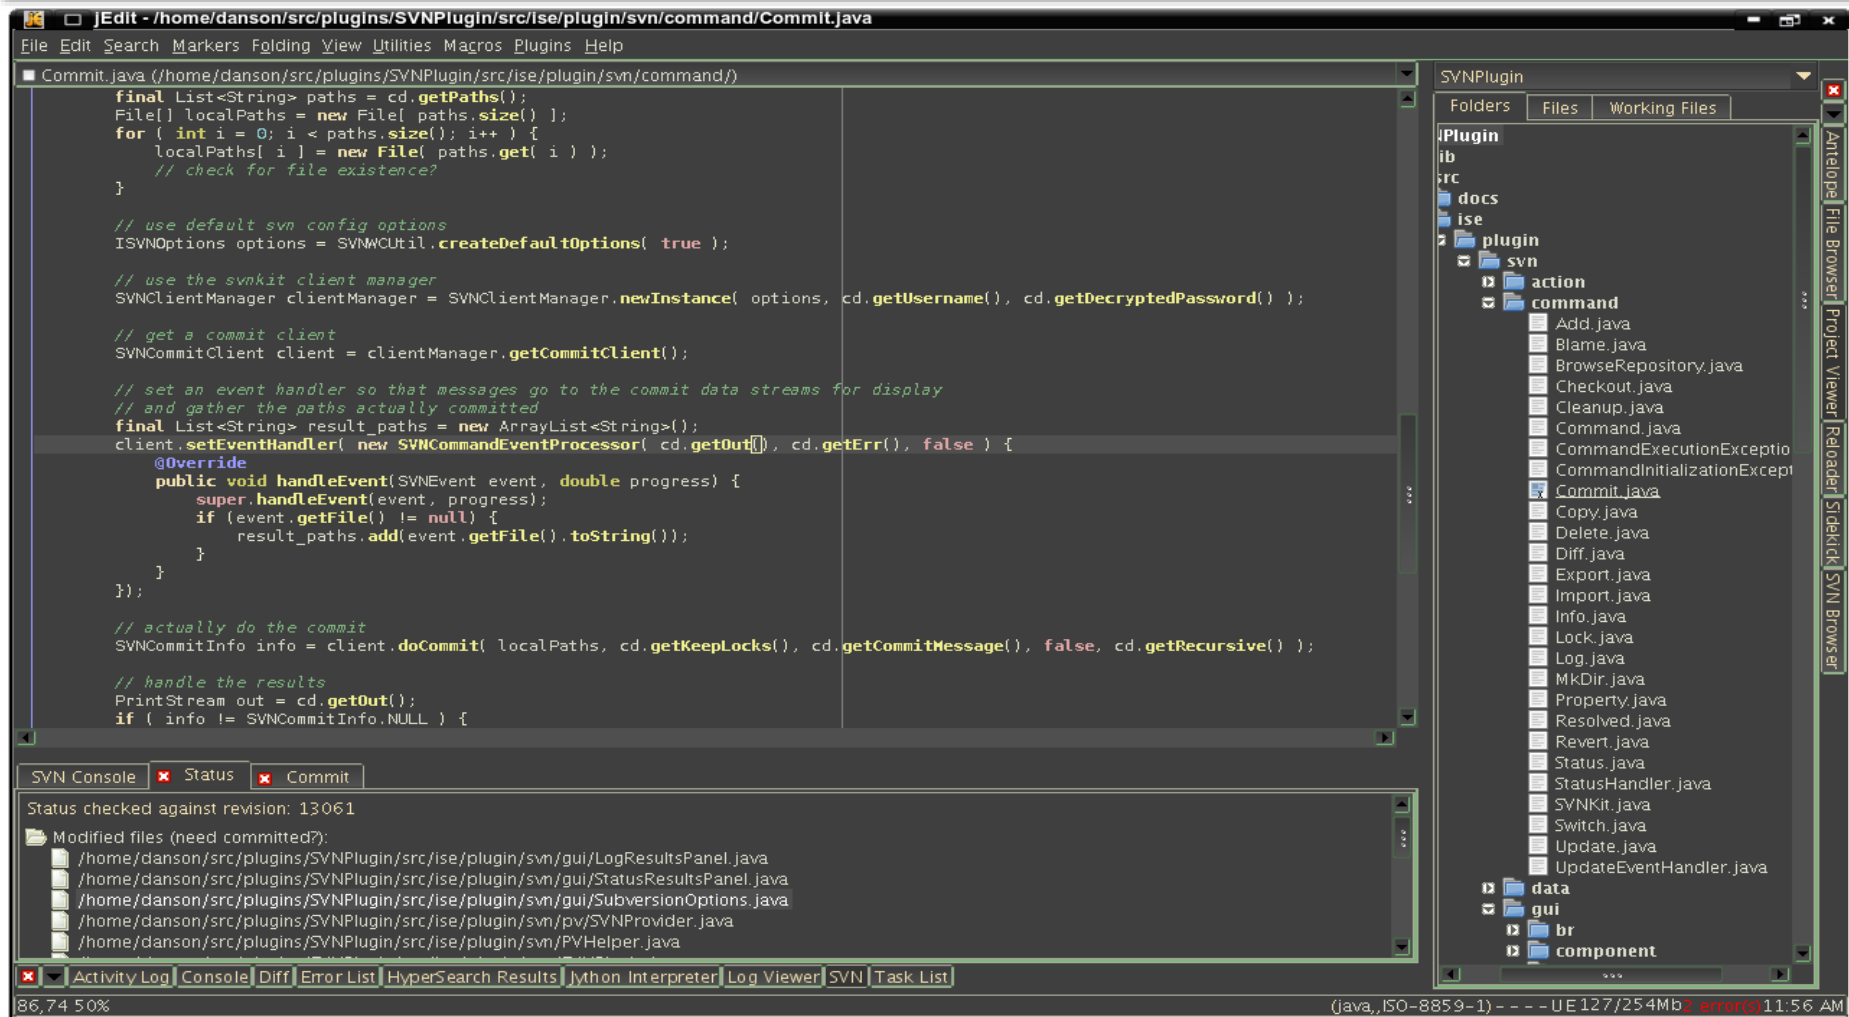 jEdit - /home/danson/src/plugins/SVNPlugin/src/ise/plugin/svn/command/Commit.java
File Edit Search Markers Folding View Utilities Macros Plugins Help
Commit.java (/home/danson/src/plugins/SVNPlugin/src/ise/plugin/svn/command/)
final List<String> paths = cd.getPaths();
File[] localPaths = new File[ paths.size() ];
for ( int i = 0; i < paths.size(); i++ ) {
localPaths[ i ] = new File( paths.get( i ) );
// check for file existence?
}
// use default svn config options
ISVNOptions options = SVNWCUtil.createDefaultOptions( true );
// use the svnkit client manager
SVNClientManager clientManager = SVNClientManager.newInstance( options, cd.getUsername(), cd.getDecryptedPassword() );
// get a commit client
SVNCommitClient client = clientManager.getCommitClient();
// set an event handler so that messages go to the commit data streams for display
// and gather the paths actually committed
final List<String> result_paths = new ArrayList<String>();
client.setEventHandler( new SVNCommandEventProcessor( cd.getOut(), cd.getErr(), false ) {
@Override
public void handleEvent(SVNEvent event, double progress) {
super.handleEvent(event, progress);
if (event.getFile() != null) {
result_paths.add(event.getFile().toString());
}
}
});
// actually do the commit
SVNCommitInfo info = client.doCommit( localPaths, cd.getKeepLocks(), cd.getCommitMessage(), false, cd.getRecursive() );
// handle the results
PrintStream out = cd.getOut();
if ( info != SVNCommitInfo.NULL ) {
SVN Console Status Commit
Status checked against revision: 13061
Modified files (need committed?):
/home/danson/src/plugins/SVNPlugin/src/ise/plugin/svn/gui/LogResultsPanel.java
/home/danson/src/plugins/SVNPlugin/src/ise/plugin/svn/gui/StatusResultsPanel.java
/home/danson/src/plugins/SVNPlugin/src/ise/plugin/svn/gui/SubversionOptions.java
/home/danson/src/plugins/SVNPlugin/src/ise/plugin/svn/pv/SVNProvider.java
/home/danson/src/plugins/SVNPlugin/src/ise/plugin/svn/PVHelper.java
Activity Log Console Diff Error List HyperSearch Results Jython Interpreter Log Viewer SVN Task List
SVNPlugin
Folders Files Working Files
IPlugin
ib
src
docs
ise
plugin
svn
action
command
Add.java
Blame.java
BrowseRepository.java
Checkout.java
Cleanup.java
Command.java
CommandExecutionExceptio
CommandInitializationExcept
Commit.java
Copy.java
Delete.java
Diff.java
Export.java
Import.java
Info.java
Lock.java
Log.java
MkDir.java
Property.java
Resolved.java
Revert.java
Status.java
StatusHandler.java
SVNKit.java
Switch.java
Update.java
UpdateEventHandler.java
data
gui
br
component
Antelope
File Browser
Project Viewer
Reloader
Sidekick
SVN Browser
86,74 50%
(java,,ISO-8859-1)- - - - UE 127/254Mb 2 error(s) 11:56 AM